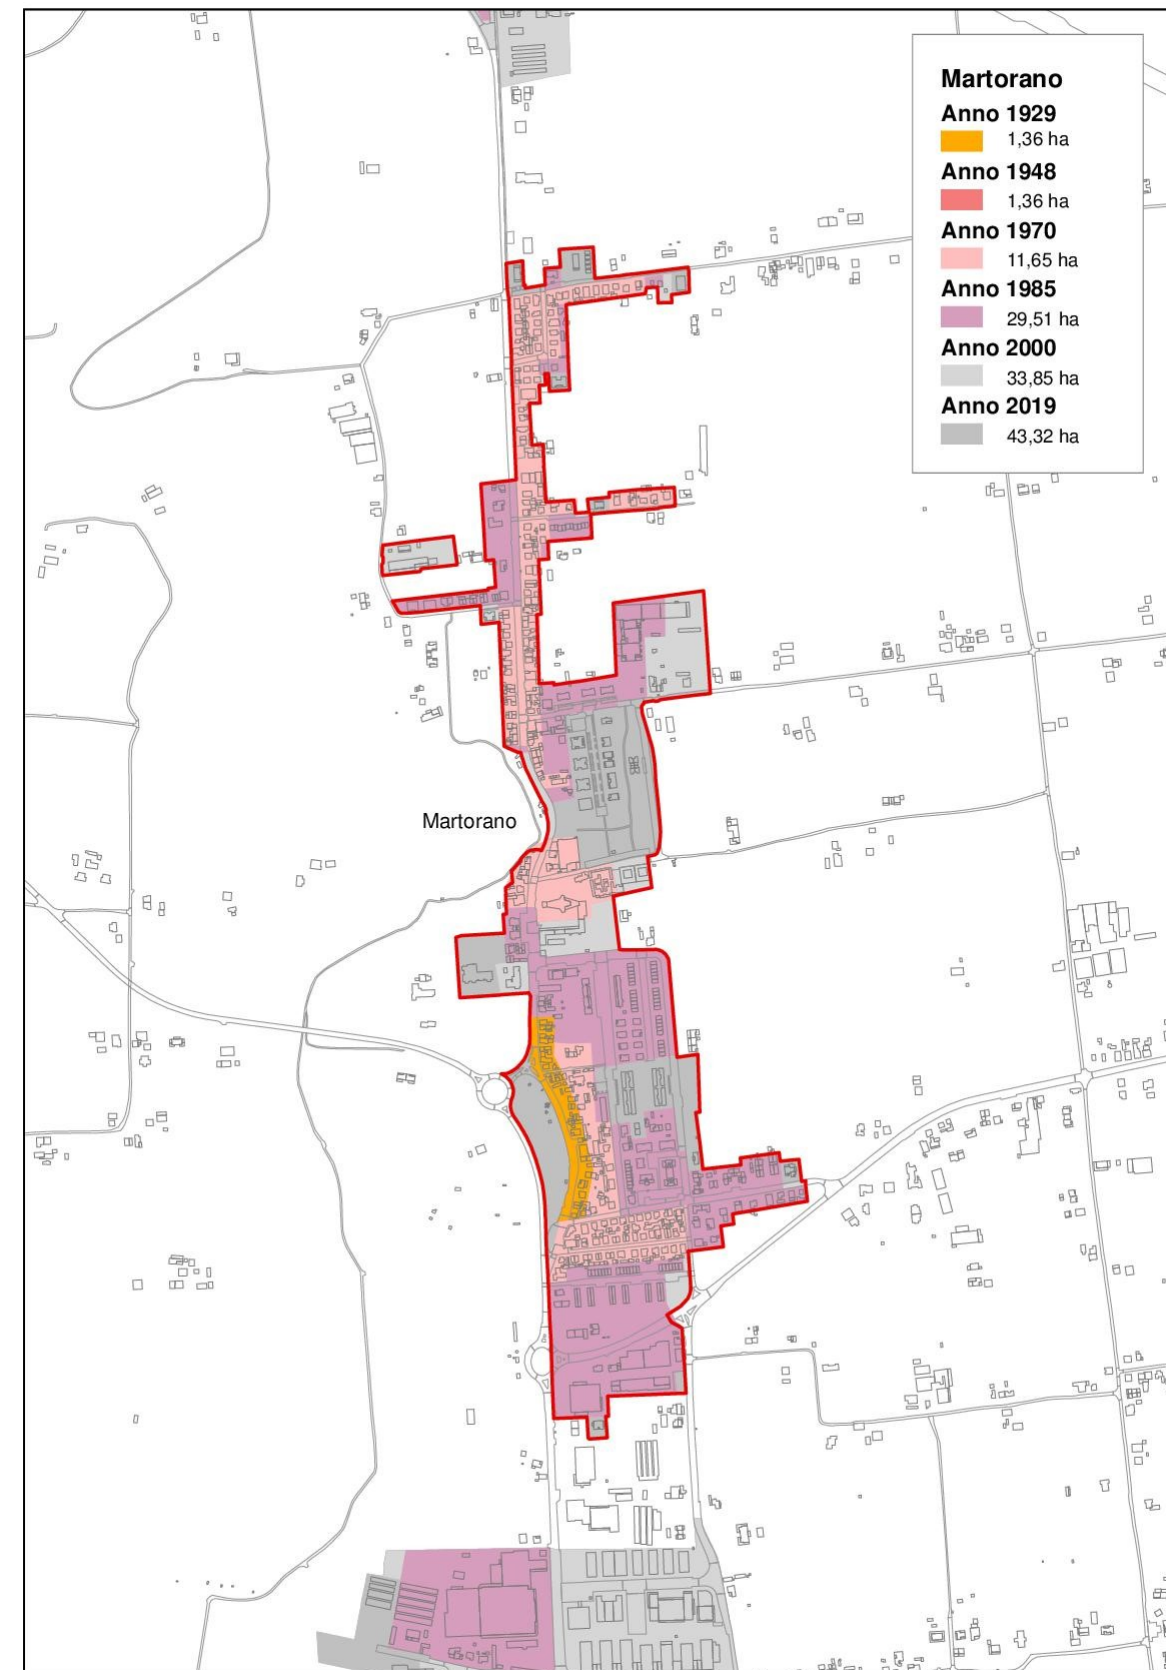 Martorano
Anno 1929
1,36 ha
Anno 1948
1,36 ha
Anno 1970
11,65 ha
Anno 1985
29,51 ha
Anno 2000
33,85 ha
Anno 2019
43,32 ha
Martorano